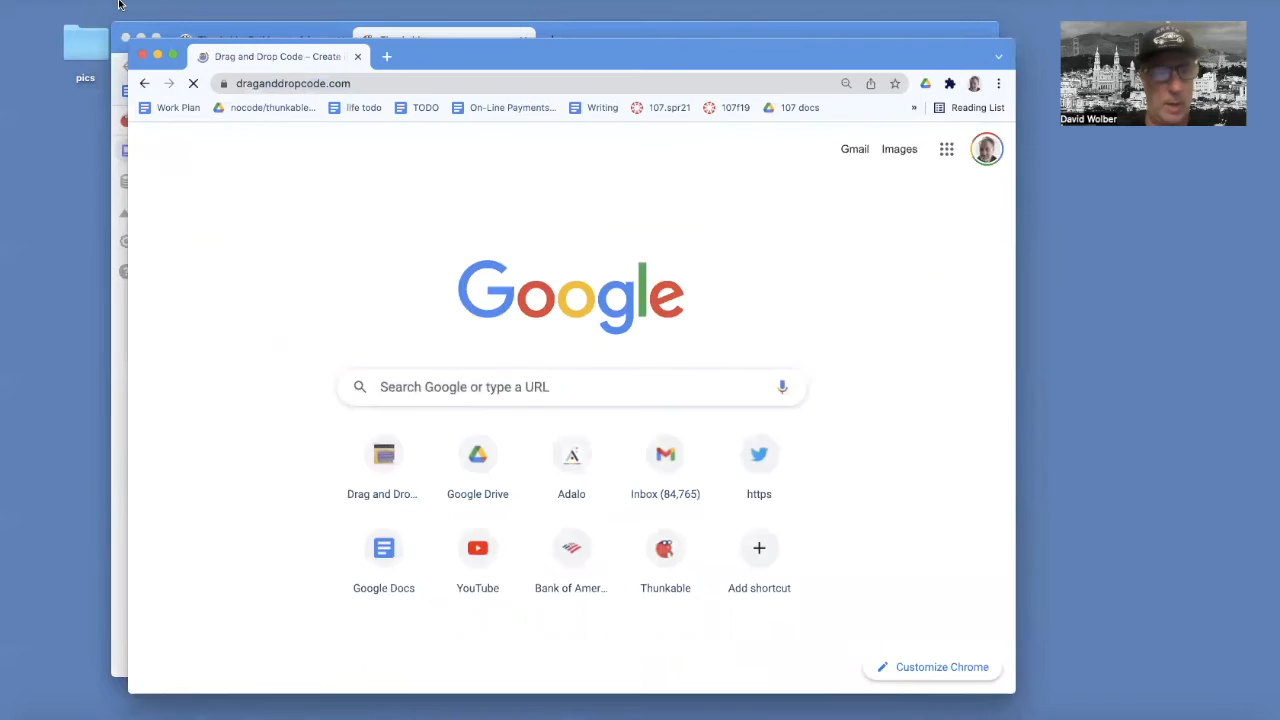 pics
Drag and Drop Code – Create
draganddropcode.com
Work Plan
nocode/thunkable...
life todo
TODO
On-Line Payments...
Writing
107.spr21
107f19
107 docs
»
Reading List
David Wolber
Gmail
Images
Google
Search Google or type a URL
Drag and Dro...
Google Drive
Adalo
Inbox (84,765)
https
Google Docs
YouTube
Bank of Amer...
Thunkable
Add shortcut
Customize Chrome